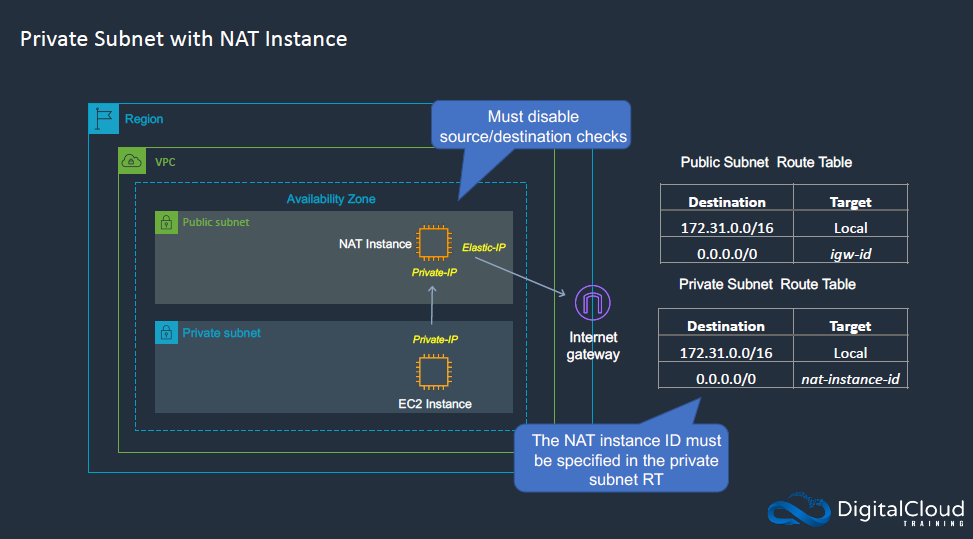 Private Subnet with NAT Instance
Region
Must disable
source/destination checks
VPC
Availability Zone
Public subnet
NAT Instance
Elastic-IP
Private-IP
Private subnet
Private-IP
EC2 Instance
Internet
gateway
Public Subnet Route Table
Destination Target
172.31.0.0/16 Local
0.0.0.0/0 igw-id
Private Subnet Route Table
Destination Target
172.31.0.0/16 Local
0.0.0.0/0 nat-instance-id
The NAT instance ID must
be specified in the private
subnet RT
DigitalCloud
TRAINING